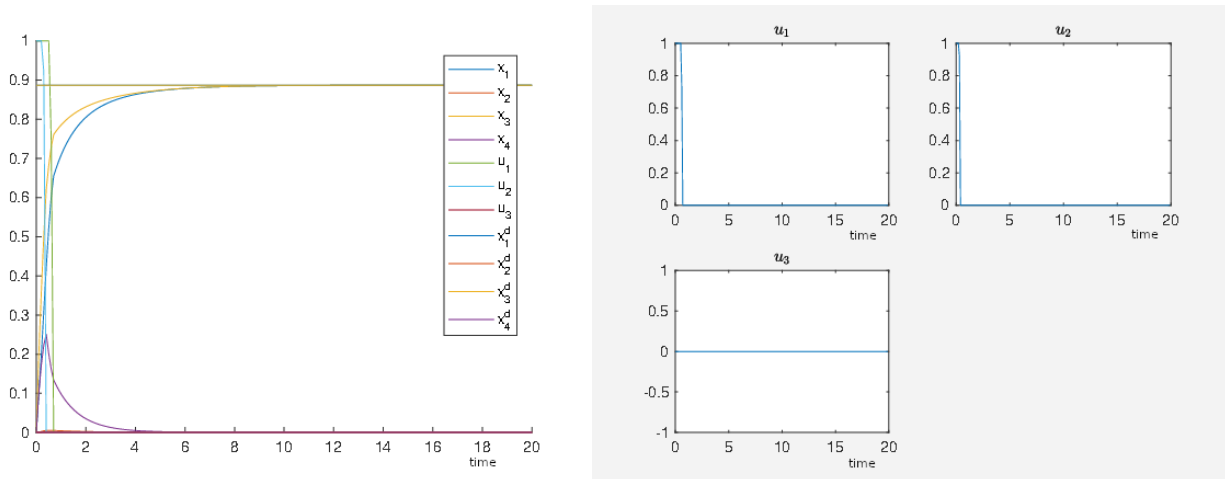 1
0.9
0.8
0.7
0.6
0.5
0.4
0.3
0.2
0.1
0
0 2 4 6 8 10 12 14 16 18 20
time
x₁
x₂
x₃
x₄
u₁
u₂
u₃
x₁ᵈ
x₂ᵈ
x₃ᵈ
x₄ᵈ
u₁
1
0.8
0.6
0.4
0.2
0
0 5 10 15 20
time
u₂
1
0.8
0.6
0.4
0.2
0
0 5 10 15 20
time
u₃
1
0.5
0
-0.5
-1
0 5 10 15 20
time